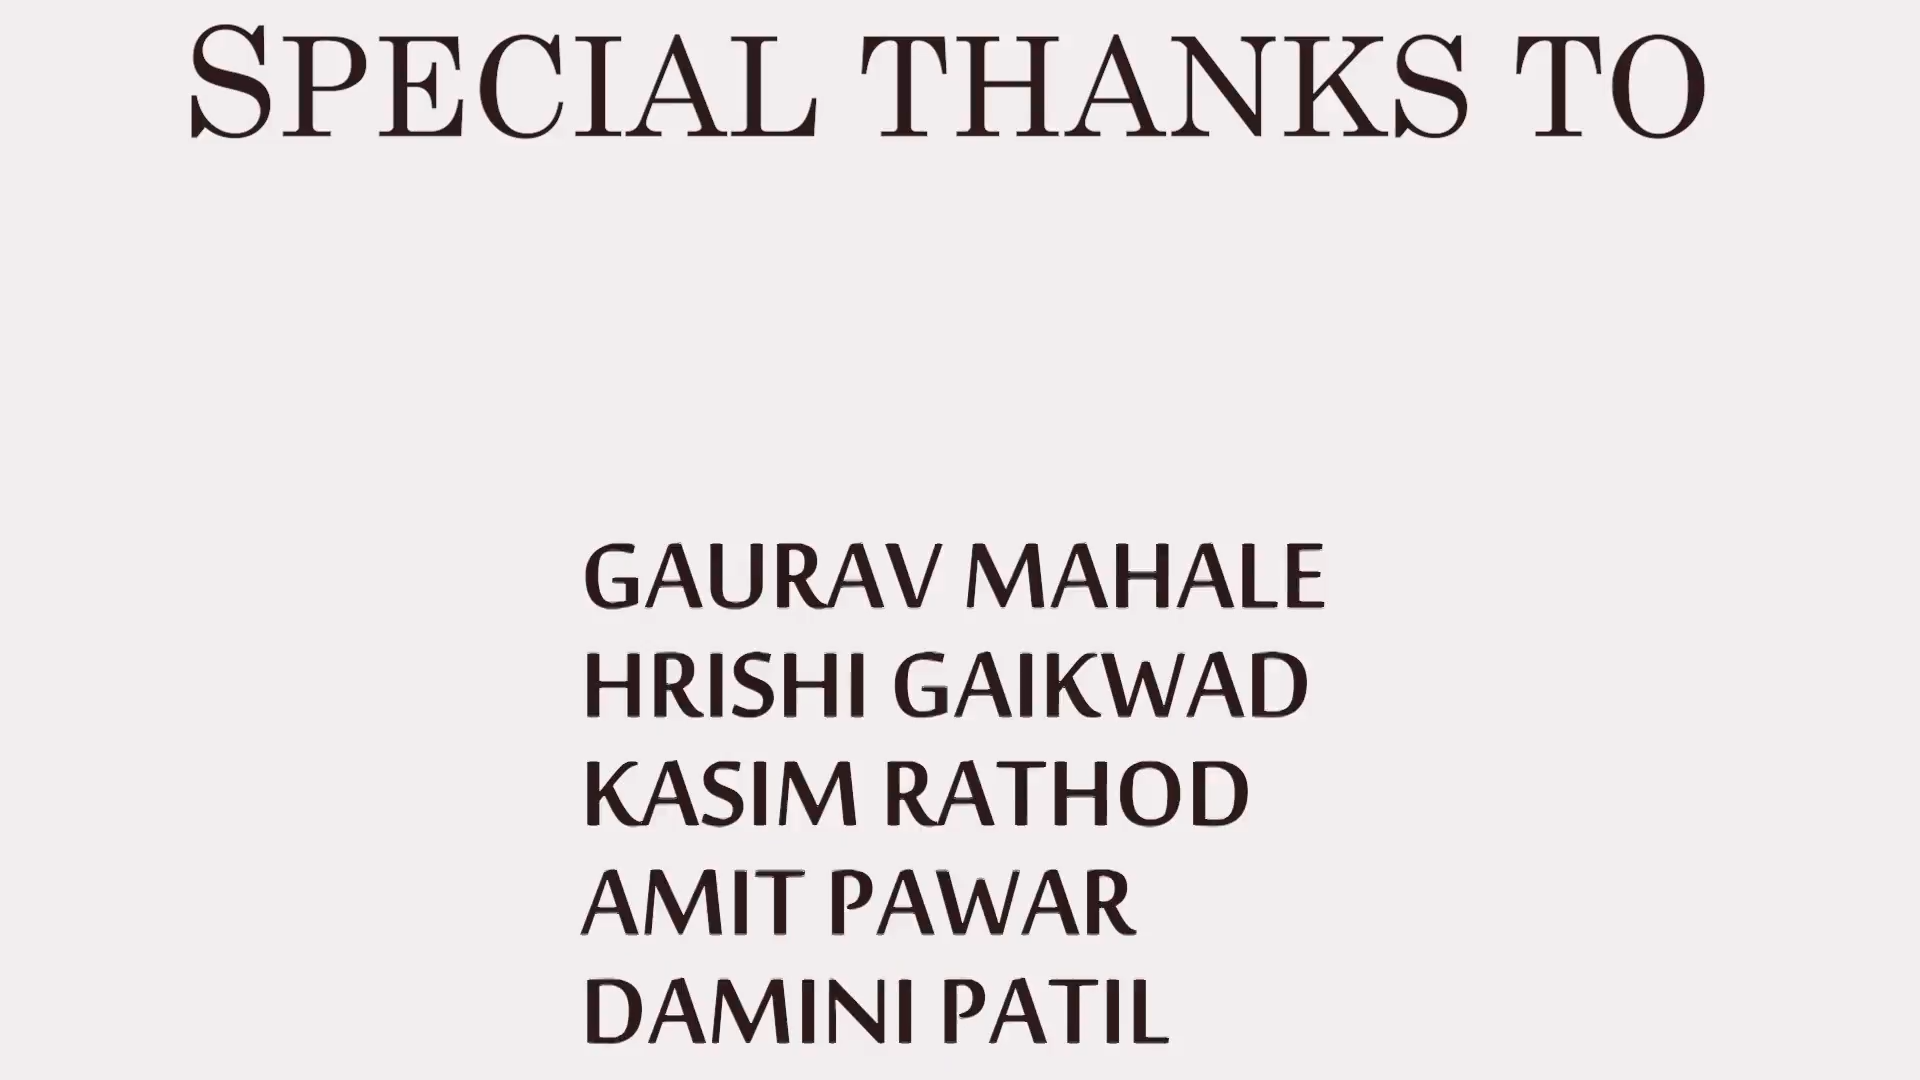 SPECIAL THANKS TO
GAURAV MAHALE
HRISHI GAIKWAD
KASIM RATHOD
AMIT PAWAR
DAMINI PATIL